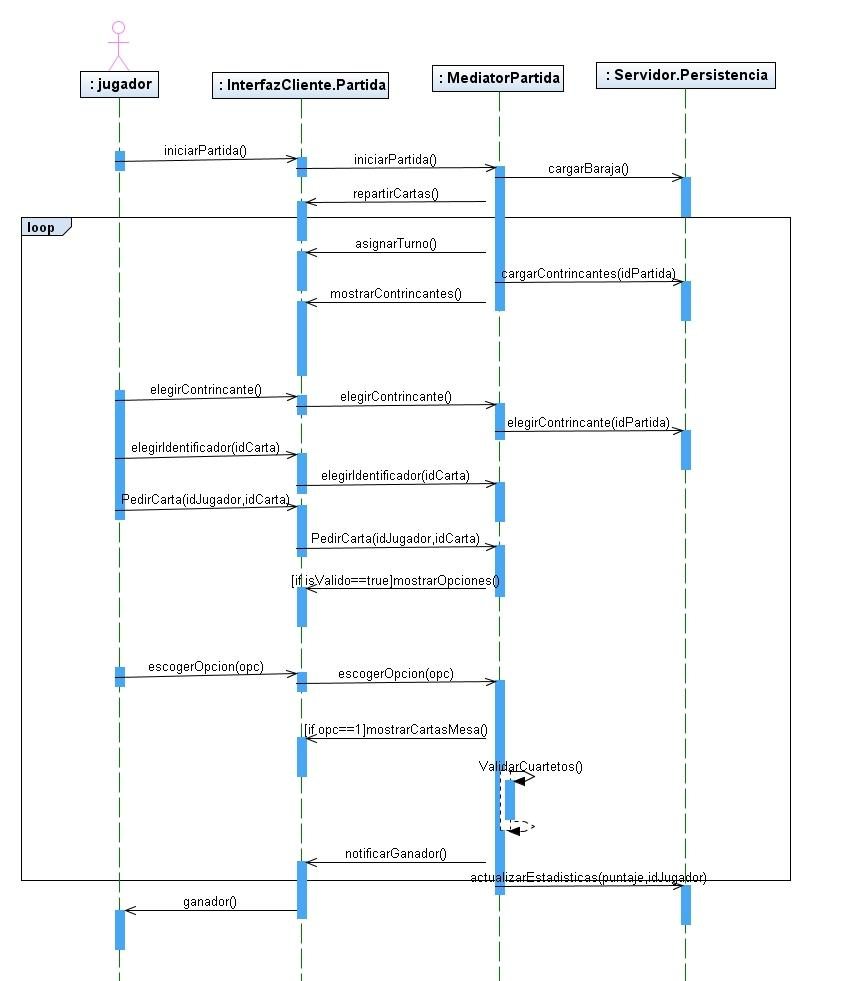 : jugador
: InterfazCliente.Partida
: MediatorPartida
: Servidor.Persistencia
iniciarPartida()
iniciarPartida()
cargarBaraja()
repartirCartas()
loop
asignarTurno()
cargarContrincantes(idPartida)
mostrarContrincantes()
elegirContrincante()
elegirContrincante()
elegirContrincante(idPartida)
elegirIdentificador(idCarta)
elegirIdentificador(idCarta)
PedirCarta(idJugador,idCarta)
PedirCarta(idJugador,idCarta)
[if isValido==true]mostrarOpciones()
escogerOpcion(opc)
escogerOpcion(opc)
[if opc==1]mostrarCartasMesa()
ValidarCuartetos()
notificarGanador()
actualizarEstadisticas(puntaje,idJugador)
ganador()